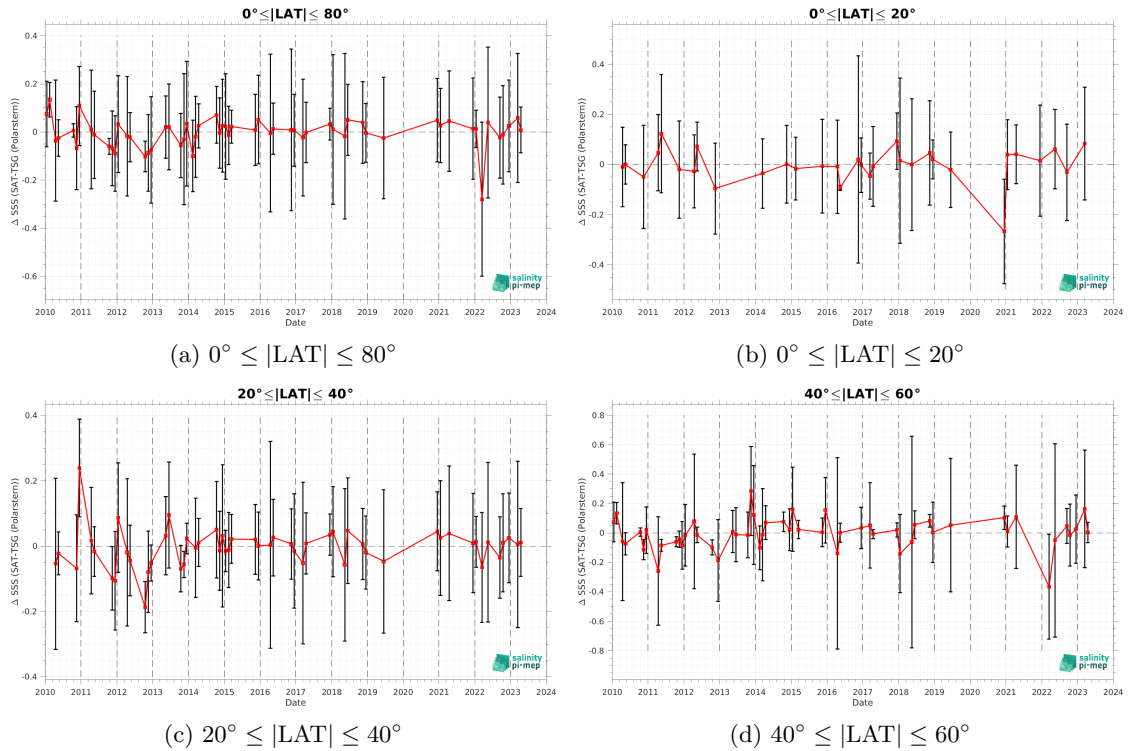 0°≤|LAT|≤ 80°
Δ SSS (SAT-TSG (Polarstern))
0.4
0.2
0
-0.2
-0.4
-0.6
2010 2011 2012 2013 2014 2015 2016 2017 2018 2019 2020 2021 2022 2023 2024
Date
salinity
pi-mep
(a) 0° ≤ |LAT| ≤ 80°
0°≤|LAT|≤ 20°
Δ SSS (SAT-TSG (Polarstern))
0.4
0.2
0
-0.2
-0.4
2010 2011 2012 2013 2014 2015 2016 2017 2018 2019 2020 2021 2022 2023 2024
Date
salinity
pi-mep
(b) 0° ≤ |LAT| ≤ 20°
20°≤|LAT|≤ 40°
Δ SSS (SAT-TSG (Polarstern))
0.4
0.2
0
-0.2
-0.4
2010 2011 2012 2013 2014 2015 2016 2017 2018 2019 2020 2021 2022 2023 2024
Date
salinity
pi-mep
(c) 20° ≤ |LAT| ≤ 40°
40°≤|LAT|≤ 60°
Δ SSS (SAT-TSG (Polarstern))
0.8
0.6
0.4
0.2
0
-0.2
-0.4
-0.6
-0.8
2010 2011 2012 2013 2014 2015 2016 2017 2018 2019 2020 2021 2022 2023 2024
Date
salinity
pi-mep
(d) 40° ≤ |LAT| ≤ 60°